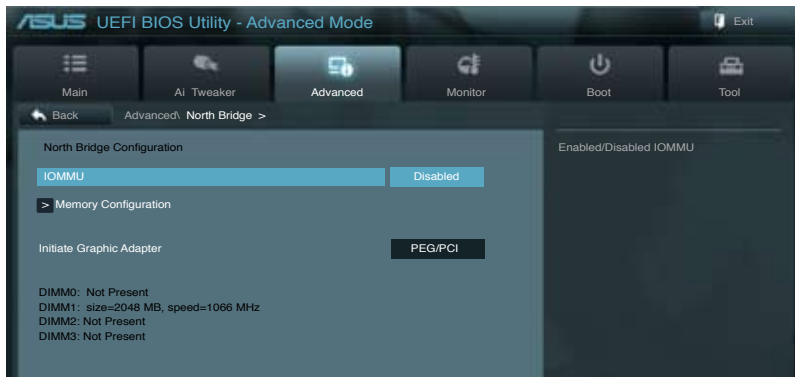 ASUS UEFI BIOS Utility - Advanced Mode
Exit
Main
Ai Tweaker
Advanced
Monitor
Boot
Tool
Back
Advanced\ North Bridge >
North Bridge Configuration
Enabled/Disabled IOMMU
IOMMU
Disabled
> Memory Configuration
Initiate Graphic Adapter
PEG/PCI
DIMM0: Not Present
DIMM1: size=2048 MB, speed=1066 MHz
DIMM2: Not Present
DIMM3: Not Present